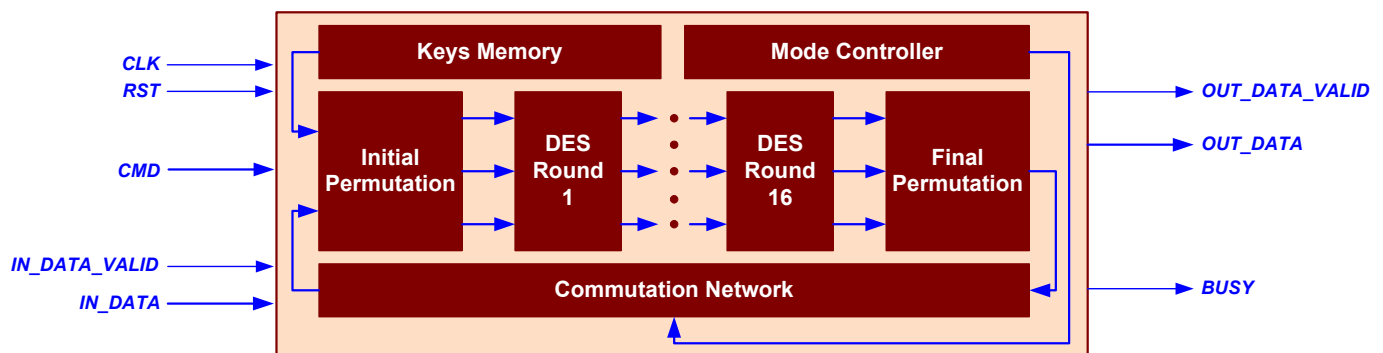 Keys Memory
Mode Controller
CLK
RST
CMD
IN_DATA_VALID
IN_DATA
Initial
Permutation
DES
Round
1
DES
Round
16
Final
Permutation
Commutation Network
OUT_DATA_VALID
OUT_DATA
BUSY